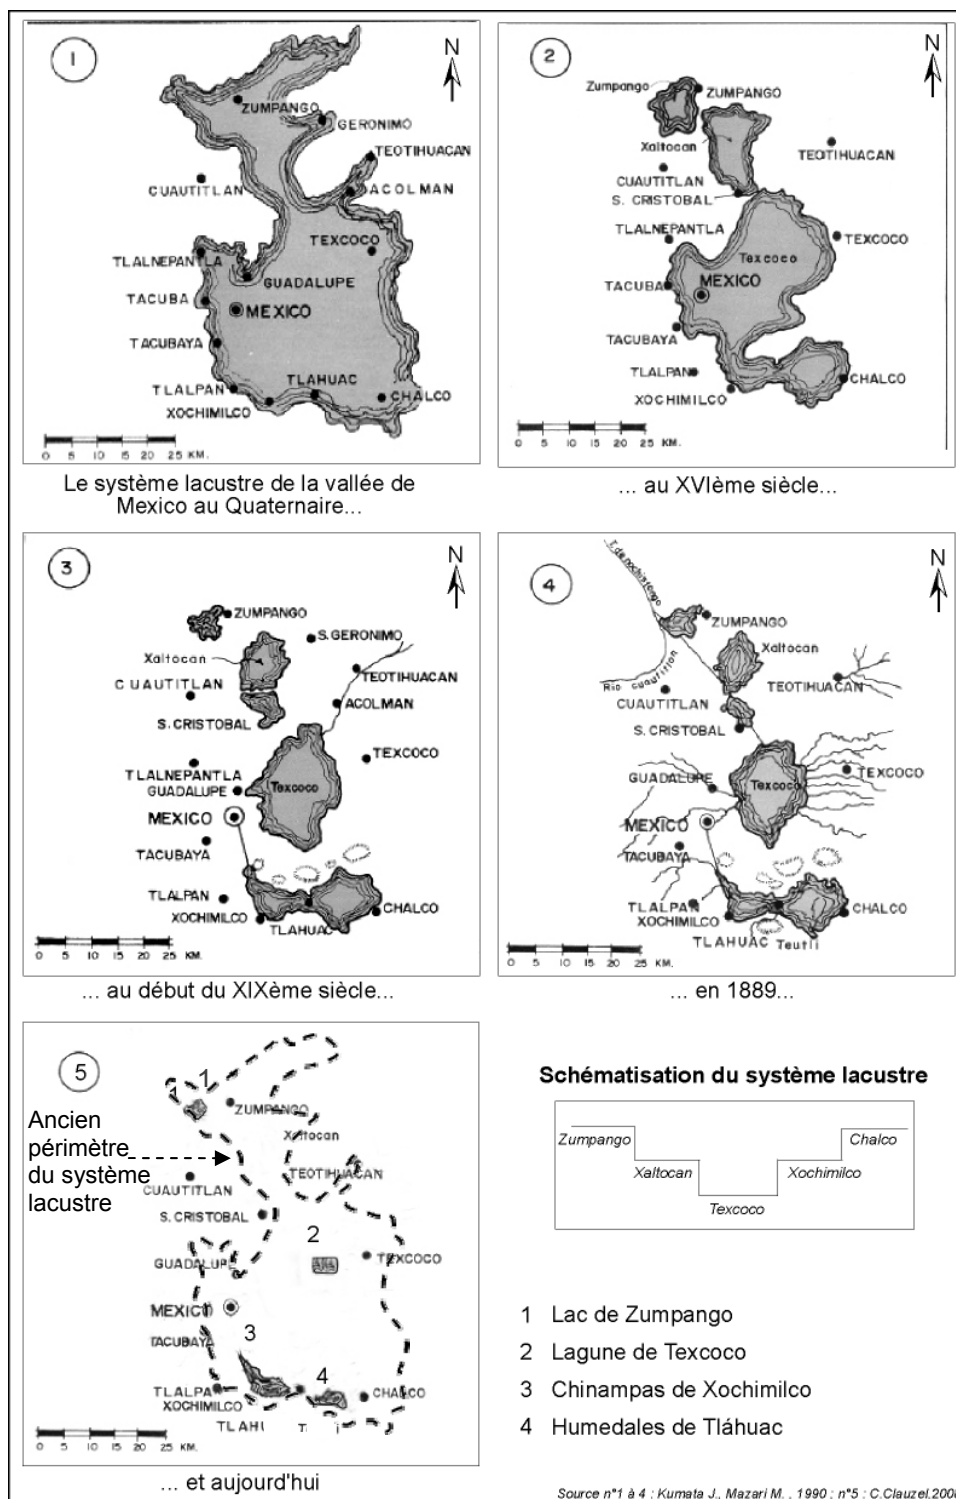 1
N
ZUMPANGO
GERONIMO
TEOTIHUACAN
CUAUTITLAN
ACOLMAN
TEXCOCO
TLALNEPANTLA
GUADALUPE
TACUBA
MEXICO
TACUBAYA
TLAHUAC
TLALPAN
CHALCO
XOCHIMILCO
0 5 10 15 20 25 KM.
Le système lacustre de la vallée de
Mexico au Quaternaire...
2
N
Zumpango
ZUMPANGO
Xaltocan
TEOTIHUACAN
CUAUTITLAN
S. CRISTOBAL
TLALNEPANTLA
TEXCOCO
Texcoco
MEXICO
TACUBA
TACUBAYA
TLALPAN
CHALCO
XOCHIMILCO
0 5 10 15 20 25 KM.
... au XVIème siècle...
3
N
ZUMPANGO
S. GERONIMO
Xaltocan
TEOTIHUACAN
CUAUTITLAN
ACOLMAN
S. CRISTOBAL
TEXCOCO
TLALNEPANTLA
GUADALUPE
Texcoco
MEXICO
TACUBAYA
TLALPAN
CHALCO
XOCHIMILCO
TLAHUAC
0 5 10 15 20 25 KM.
... au début du XIXème siècle...
4
N
T. de nochistongo
ZUMPANGO
Xaltocan
Rio cuautitlon
TEOTIHUACAN
CUAUTITLAN
S. CRISTOBAL
GUADALUPE
Texcoco
TEXCOCO
MEXICO
TACUBAYA
TLALPAN
XOCHIMILCO
CHALCO
TLAHUAC Teutli
0 5 10 15 20 25 KM.
... en 1889...
5
1
ZUMPANGO
Ancien
périmètre
du système
lacustre
Xaltocan
TEOTIHUACAN
CUAUTITLAN
S. CRISTOBAL
2
GUADALUPE
TEXCOCO
MEXICO
3
TACUBAYA
4
TLALPA
CHALCO
XOCHIMILCO
0 5 10 15 20 25 KM.
... et aujourd'hui
Schématisation du système lacustre
Zumpango
Chalco
Xaltocan
Xochimilco
Texcoco
1 Lac de Zumpango
2 Lagune de Texcoco
3 Chinampas de Xochimilco
4 Humedales de Tláhuac
Source n°1 à 4 : Kumata J., Mazari M. , 1990 ; n°5 : C.Clauzel.2008